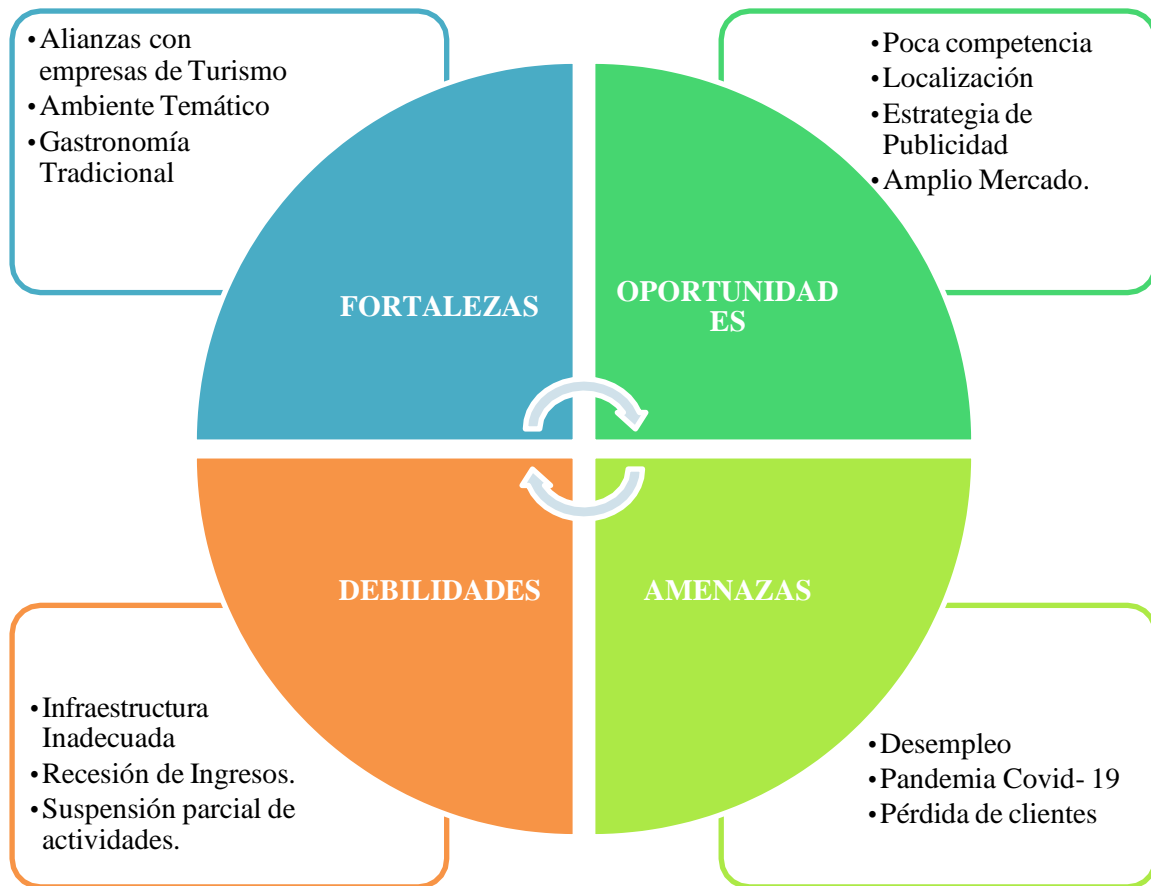 •Alianzas con
empresas de Turismo
•Ambiente Temático
•Gastronomía
Tradicional
•Poca competencia
•Localización
•Estrategia de
Publicidad
•Amplio Mercado.
FORTALEZAS
OPORTUNIDAD
ES
DEBILIDADES
AMENAZAS
•Infraestructura
Inadecuada
•Recesión de Ingresos.
•Suspensión parcial de
actividades.
•Desempleo
•Pandemia Covid- 19
•Pérdida de clientes